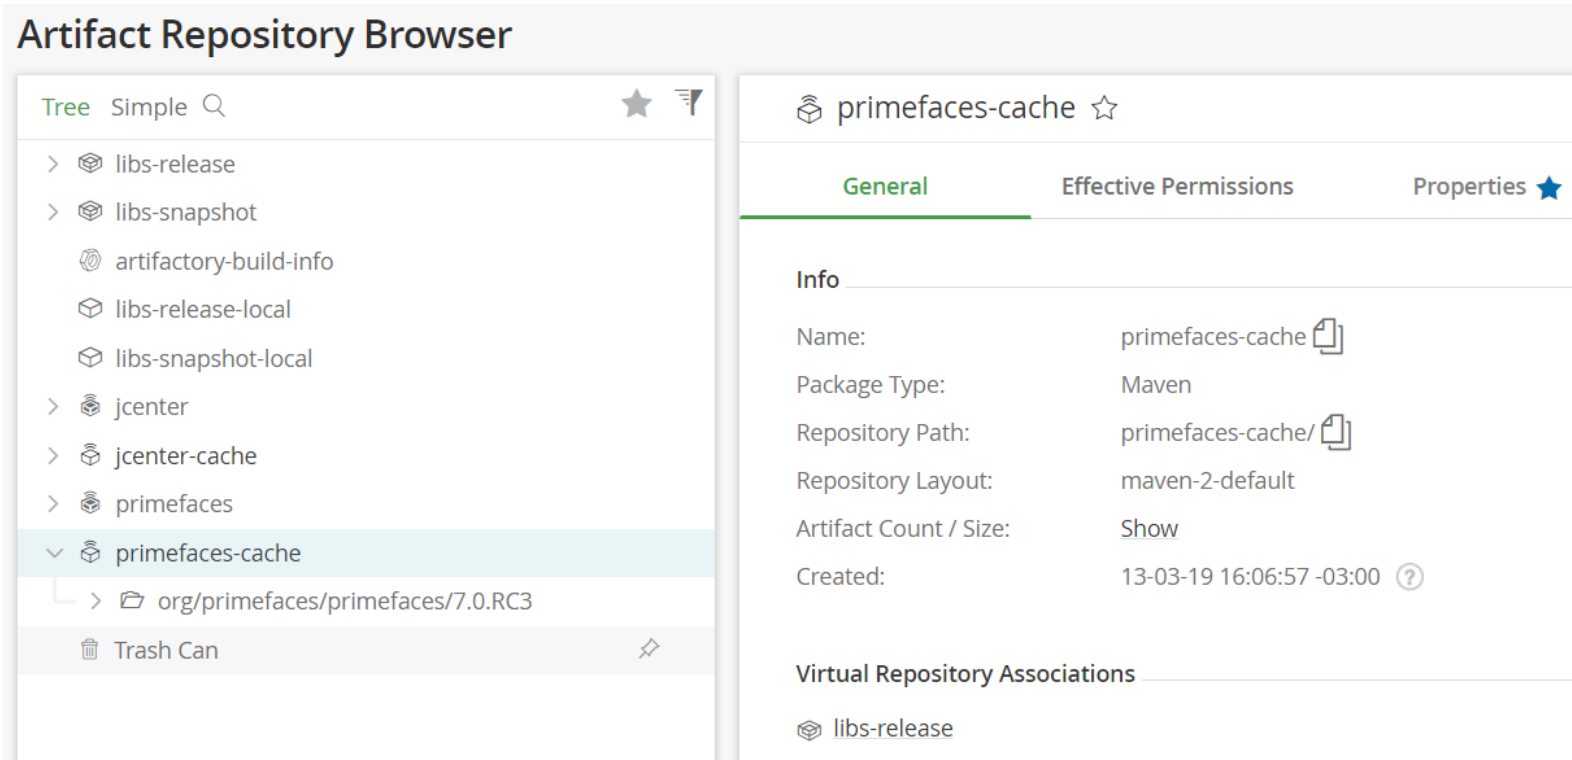 Artifact Repository Browser
Tree Simple
libs-release
libs-snapshot
artifactory-build-info
libs-release-local
libs-snapshot-local
jcenter
jcenter-cache
primefaces
primefaces-cache
org/primefaces/primefaces/7.0.RC3
Trash Can
primefaces-cache
General Effective Permissions Properties
Info
Name: primefaces-cache
Package Type: Maven
Repository Path: primefaces-cache/
Repository Layout: maven-2-default
Artifact Count / Size: Show
Created: 13-03-19 16:06:57 -03:00 ?
Virtual Repository Associations
libs-release